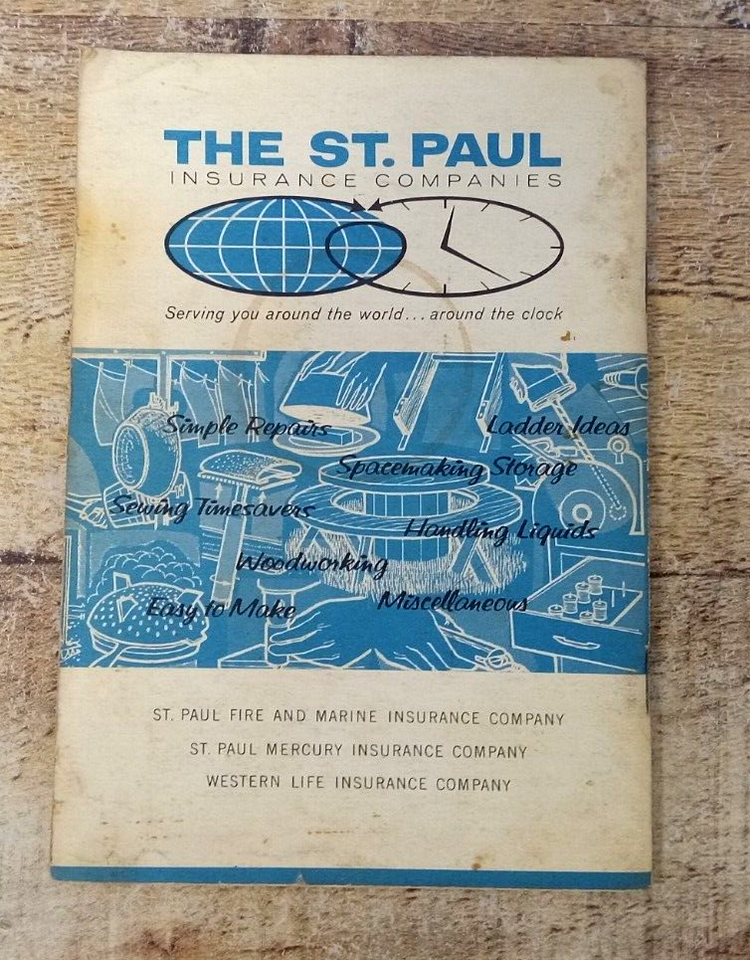 THE ST. PAUL
INSURANCE COMPANIES
Serving you around the world... around the clock
Simple Repairs
Ladder Ideas
Spacemaking Storage
Sewing Timesavers
Handling Liquids
Woodworking
Easy to Make
Miscellaneous
ST. PAUL FIRE AND MARINE INSURANCE COMPANY
ST. PAUL MERCURY INSURANCE COMPANY
WESTERN LIFE INSURANCE COMPANY